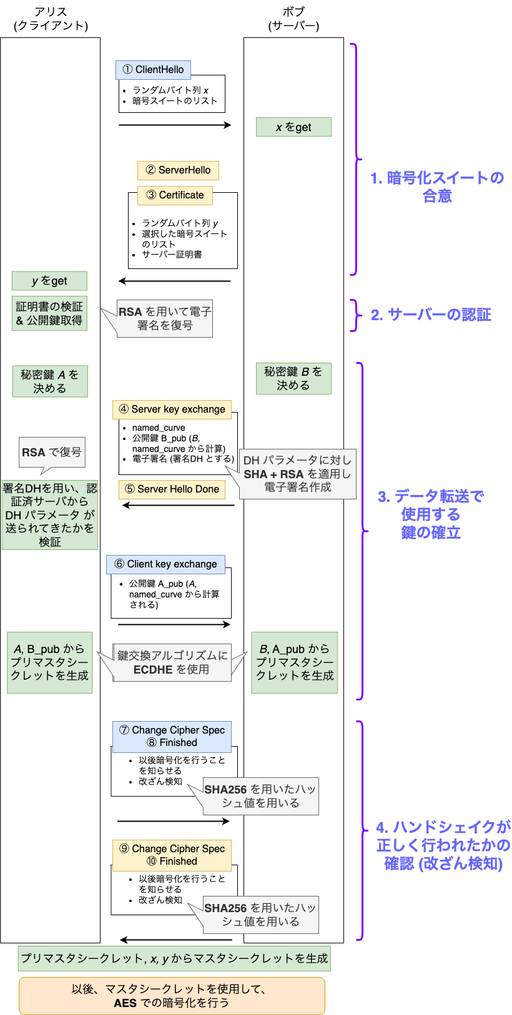 アリス
(クライアント)
ボブ
(サーバー)
① ClientHello
• ランダムバイト列 x
• 暗号スイートのリスト
x をget
1. 暗号化スイートの
合意
② ServerHello
③ Certificate
• ランダムバイト列 y
• 選択した暗号スイート
のリスト
• サーバー証明書
y をget
証明書の検証
& 公開鍵取得
RSA を用いて電子
署名を復号
2. サーバーの認証
秘密鍵 A を
決める
秘密鍵 B を
決める
④ Server key exchange
• named_curve
• 公開鍵 B_pub (B,
named_curve から計算)
• 電子署名 (署名DH とする)
RSA で復号
DH パラメータに対し
SHA + RSA を適用し
電子署名作成
⑤ Server Hello Done
署名DHを用い、認
証済サーバから
DH パラメータ が
送られてきたかを
検証
3. データ転送で
使用する
鍵の確立
⑥ Client key exchange
• 公開鍵 A_pub (A,
named_curve から計算
される)
A, B_pub から
プリマスタシー
クレットを生成
鍵交換アルゴリズムに
ECDHE を使用
B, A_pub から
プリマスタシー
クレットを生成
⑦ Change Cipher Spec
⑧ Finished
• 以後暗号化を行うこと
を知らせる
• 改ざん検知
SHA256 を用いたハッ
シュ値を用いる
4. ハンドシェイクが
正しく行われたかの
確認 (改ざん検知)
⑨ Change Cipher Spec
⑩ Finished
• 以後暗号化を行うこと
を知らせる
• 改ざん検知
SHA256 を用いたハッ
シュ値を用いる
プリマスタシークレット, x, y からマスタシークレットを生成
以後、マスタシークレットを使用して、
AES での暗号化を行う